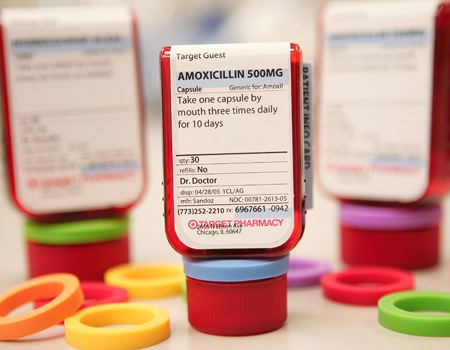 Target Guest
AMOXICILLIN 500MG
Capsule Generic for: Amoxil
Take one capsule by
mouth three times daily
for 10 days
qty: 30
refills: No
Dr. Doctor
disp: 04/28/05 YCL/AG
mfr: Sandoz NDC: 00781-2613-05
(773)252-2210 rx: 6967661 -0942
TARGET PHARMACY
Chicago, IL 60647
PATIENT INFO CARD
TARGET PHARMACY